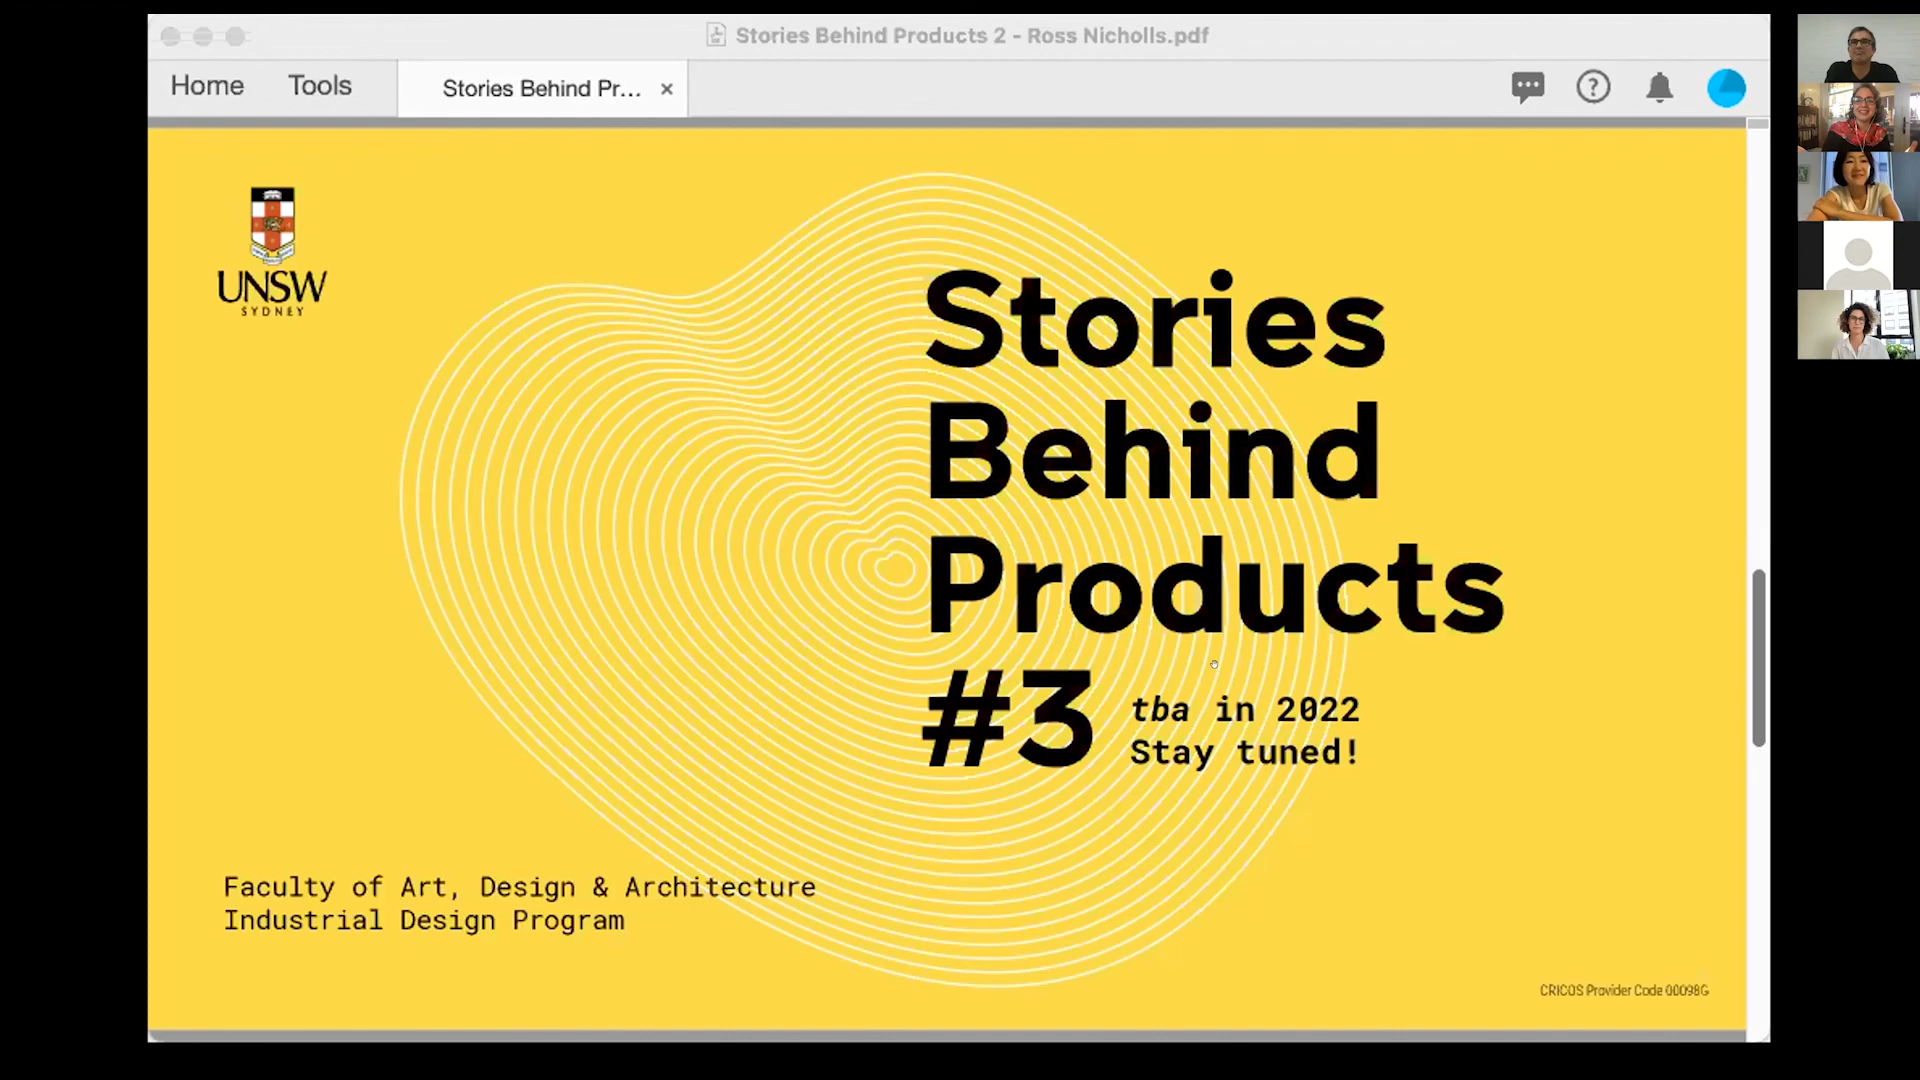 Stories Behind Products 2 - Ross Nicholls.pdf
Home Tools Stories Behind Pr... ×
UNSW
SYDNEY
Stories
Behind
Products
#3
tba in 2022
Stay tuned!
Faculty of Art, Design & Architecture
Industrial Design Program
CRICOS Provider Code 00098G